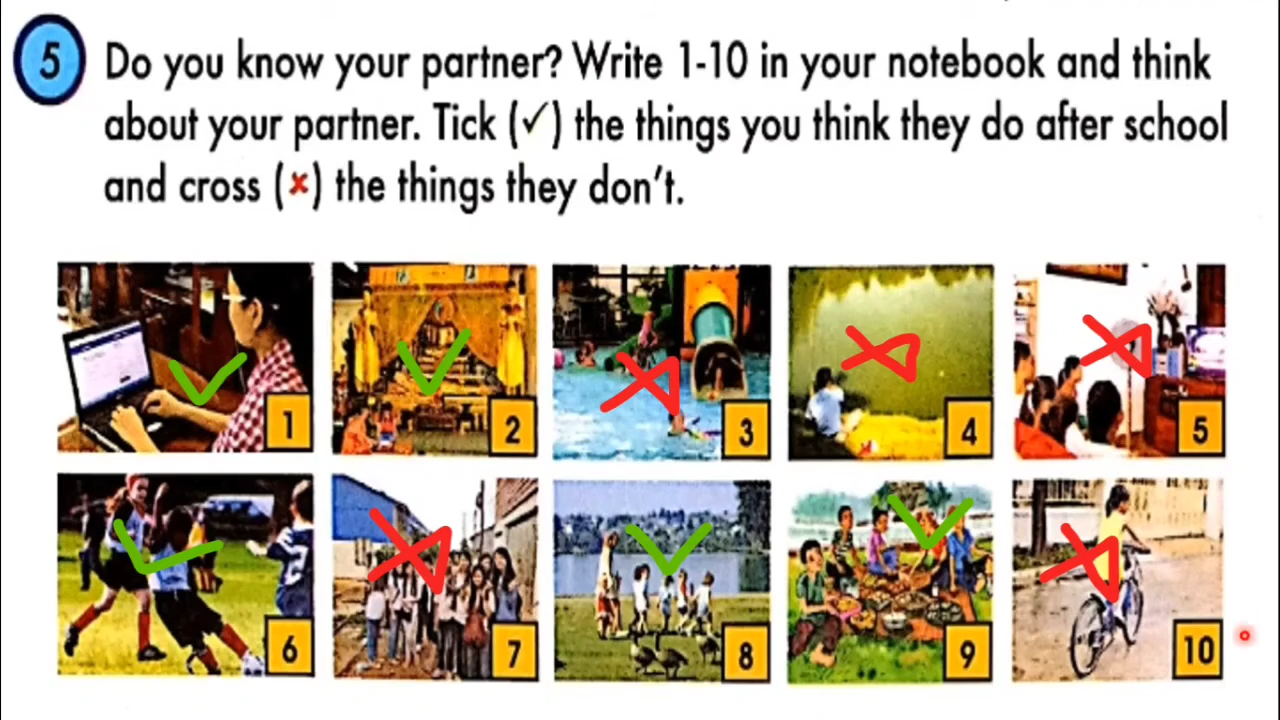 5 Do you know your partner? Write 1-10 in your notebook and think
about your partner. Tick (✓) the things you think they do after school
and cross (×) the things they don't.
1 2 3 4 5
6 7 8 9 10